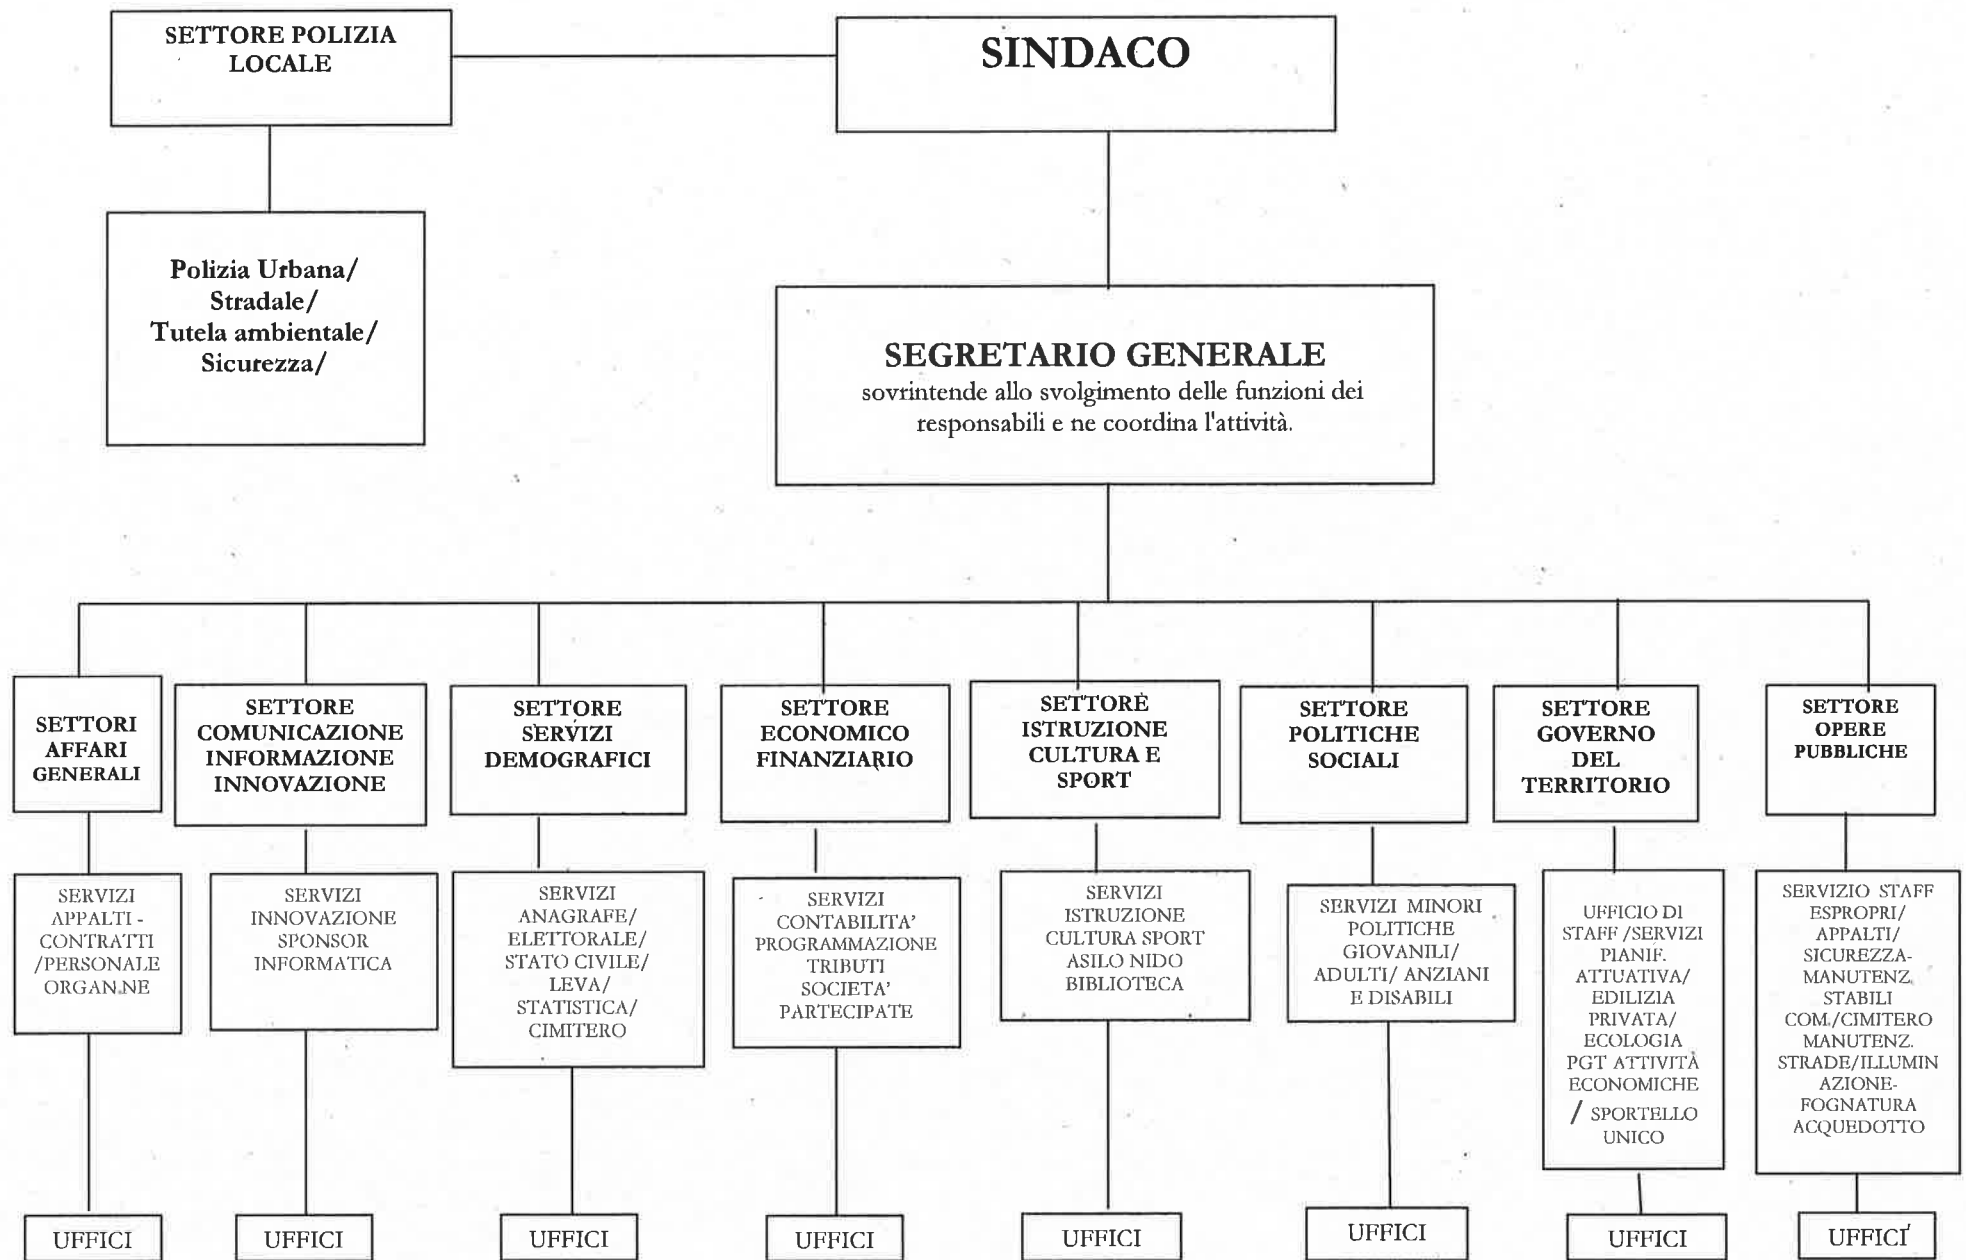 SETTORE POLIZIA
LOCALE
SINDACO
Polizia Urbana/
Stradale/
Tutela ambientale/
Sicurezza/
SEGRETARIO GENERALE
sovrintende allo svolgimento delle funzioni dei
responsabili e ne coordina l'attività.
SETTORI
AFFARI
GENERALI
SETTORE
COMUNICAZIONE
INFORMAZIONE
INNOVAZIONE
SETTORE
SERVIZI
DEMOGRAFICI
SETTORE
ECONOMICO
FINANZIARIO
SETTORE
ISTRUZIONE
CULTURA E
SPORT
SETTORE
POLITICHE
SOCIALI
SETTORE
GOVERNO
DEL
TERRITORIO
SETTORE
OPERE
PUBBLICHE
SERVIZI
APPALTI -
CONTRATTI
/PERSONALE
ORGAN.NE
SERVIZI
INNOVAZIONE
SPONSOR
INFORMATICA
SERVIZI
ANAGRAFE/
ELETTORALE/
STATO CIVILE/
LEVA/
STATISTICA/
CIMITERO
SERVIZI
CONTABILITA'
PROGRAMMAZIONE
TRIBUTI
SOCIETA'
PARTECIPATE
SERVIZI
ISTRUZIONE
CULTURA SPORT
ASILO NIDO
BIBLIOTECA
SERVIZI MINORI
POLITICHE
GIOVANILI/
ADULTI/ ANZIANI
E DISABILI
UFFICIO DI
STAFF /SERVIZI
PIANIF.
ATTUATIVA/
EDILIZIA
PRIVATA/
ECOLOGIA
PGT ATTIVITÀ
ECONOMICHE
/ SPORTELLO
UNICO
SERVIZIO STAFF
ESPROPRI/
APPALTI/
SICUREZZA-
MANUTENZ.
STABILI
COM./CIMITERO
MANUTENZ.
STRADE/ILLUMIN
AZIONE-
FOGNATURA
ACQUEDOTTO
UFFICI
UFFICI
UFFICI
UFFICI
UFFICI
UFFICI
UFFICI
UFFICI